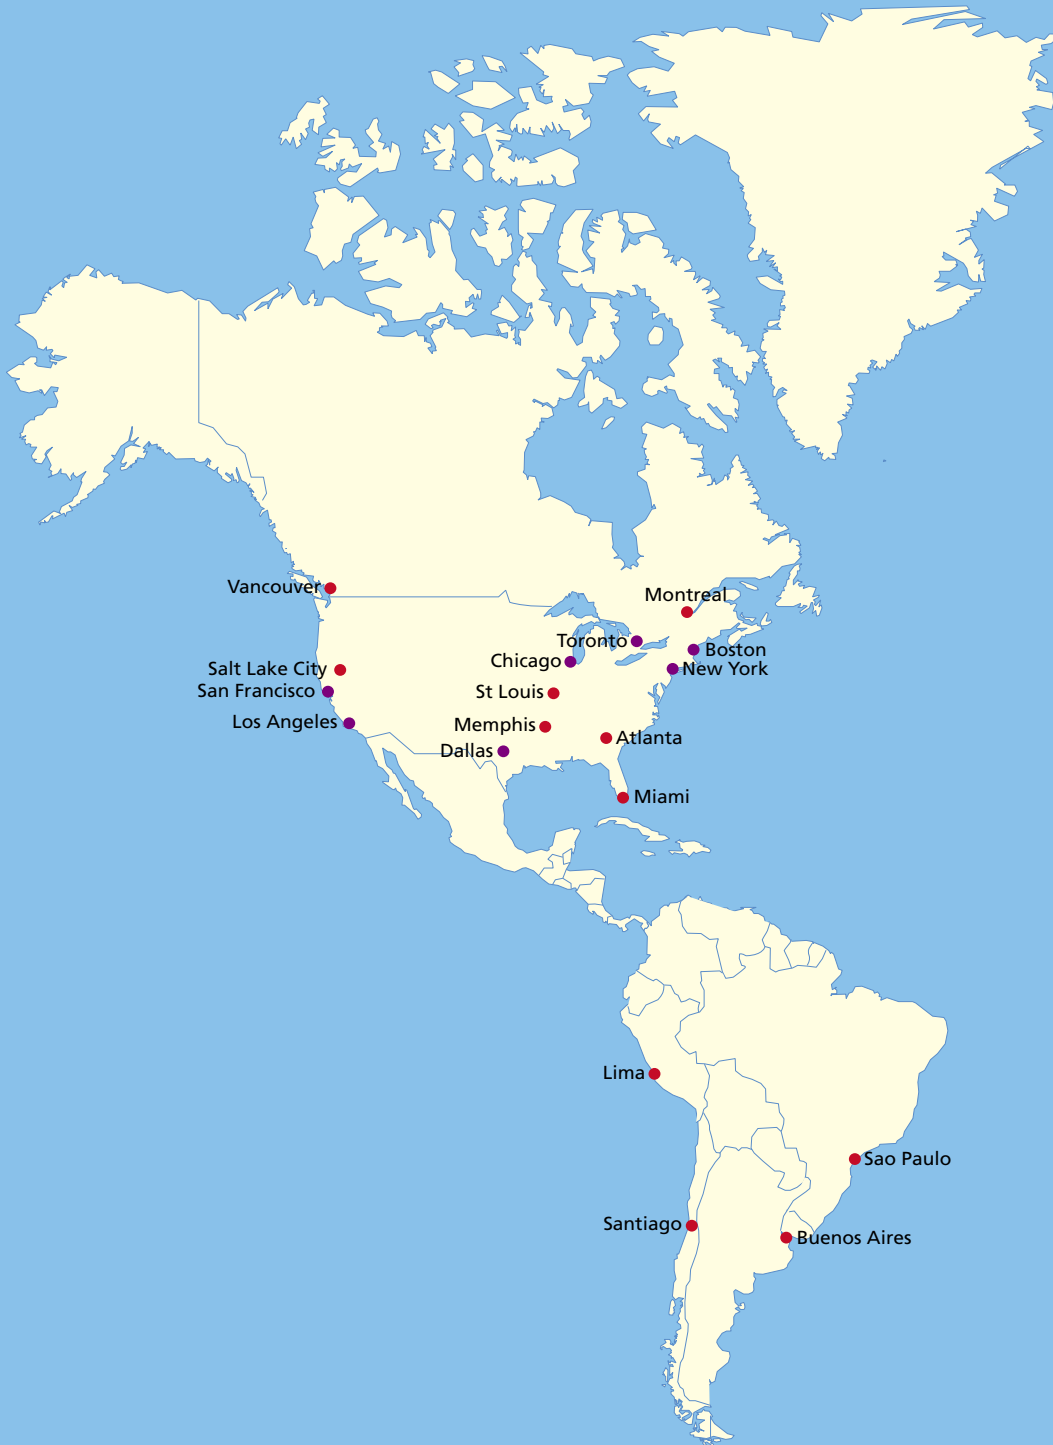 Vancouver
Montreal
Toronto
Boston
Chicago
New York
Salt Lake City
San Francisco
St Louis
Los Angeles
Memphis
Atlanta
Dallas
Miami
Lima
Sao Paulo
Santiago
Buenos Aires